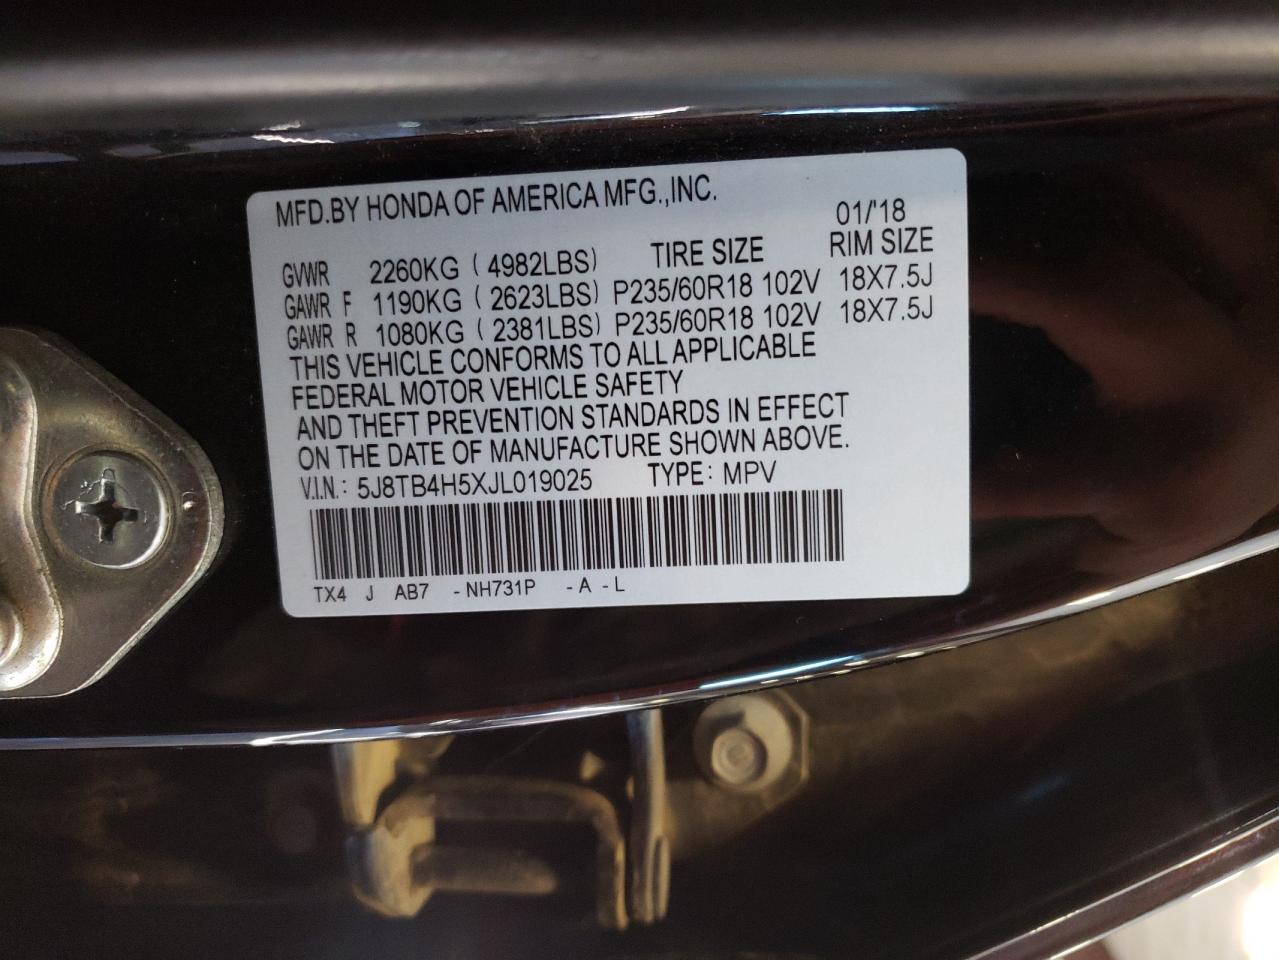 MFD.BY HONDA OF AMERICA MFG.,INC.
01/'18
TIRE SIZE RIM SIZE
GVWR 2260KG (4982LBS)
GAWR F 1190KG (2623LBS) P235/60R18 102V 18X7.5J
GAWR R 1080KG (2381LBS) P235/60R18 102V 18X7.5J
THIS VEHICLE CONFORMS TO ALL APPLICABLE
FEDERAL MOTOR VEHICLE SAFETY
AND THEFT PREVENTION STANDARDS IN EFFECT
ON THE DATE OF MANUFACTURE SHOWN ABOVE.
V.I.N.: 5J8TB4H5XJL019025 TYPE: MPV
TX4 J AB7 -NH731P -A-L